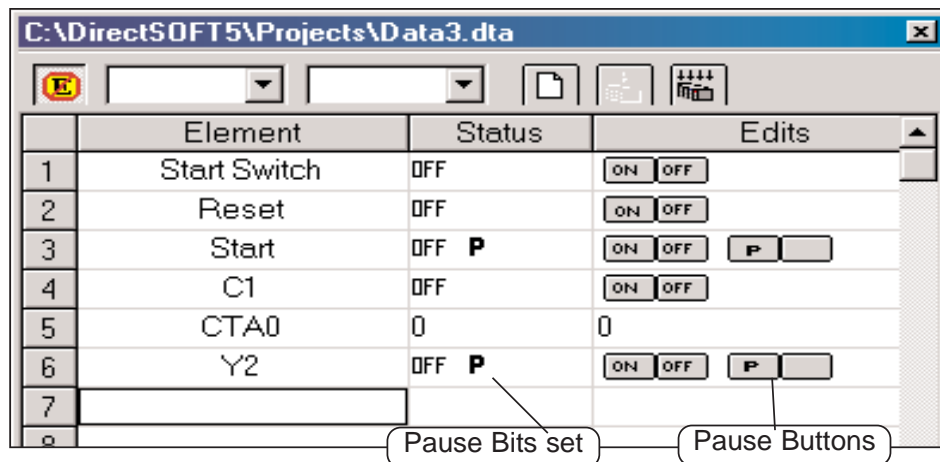 C:\DirectSOFT5\Projects\Data3.dta
E
Element Status Edits
1 Start Switch OFF ON OFF
2 Reset OFF ON OFF
3 Start OFF P ON OFF P
4 C1 OFF ON OFF
5 CTA0 0 0
6 Y2 OFF P ON OFF P
7
Pause Bits set Pause Buttons